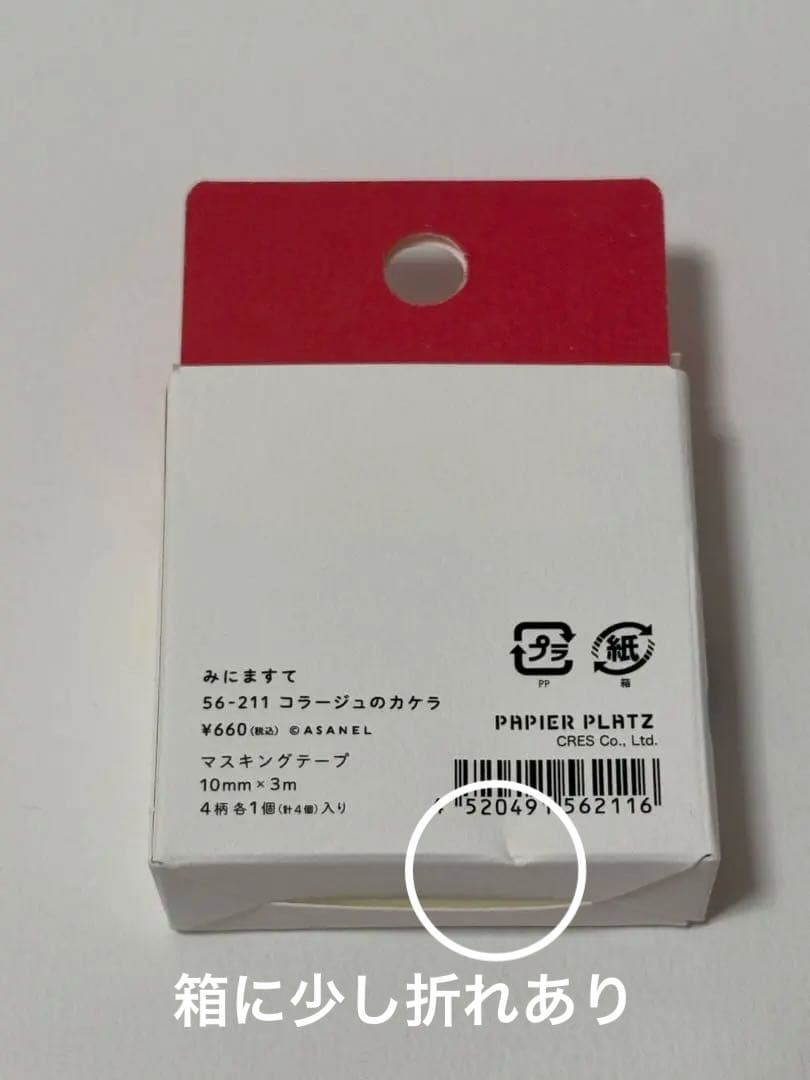 プラ
PP
紙
箱
みにますて
56-211 コラージュのカケラ
¥660(税込) ©ASANEL
マスキングテープ
10mm×3m
4柄 各1個(計4個)入り
PAPIER PLATZ
CRES Co., Ltd.
520491 562116
箱に少し折れあり